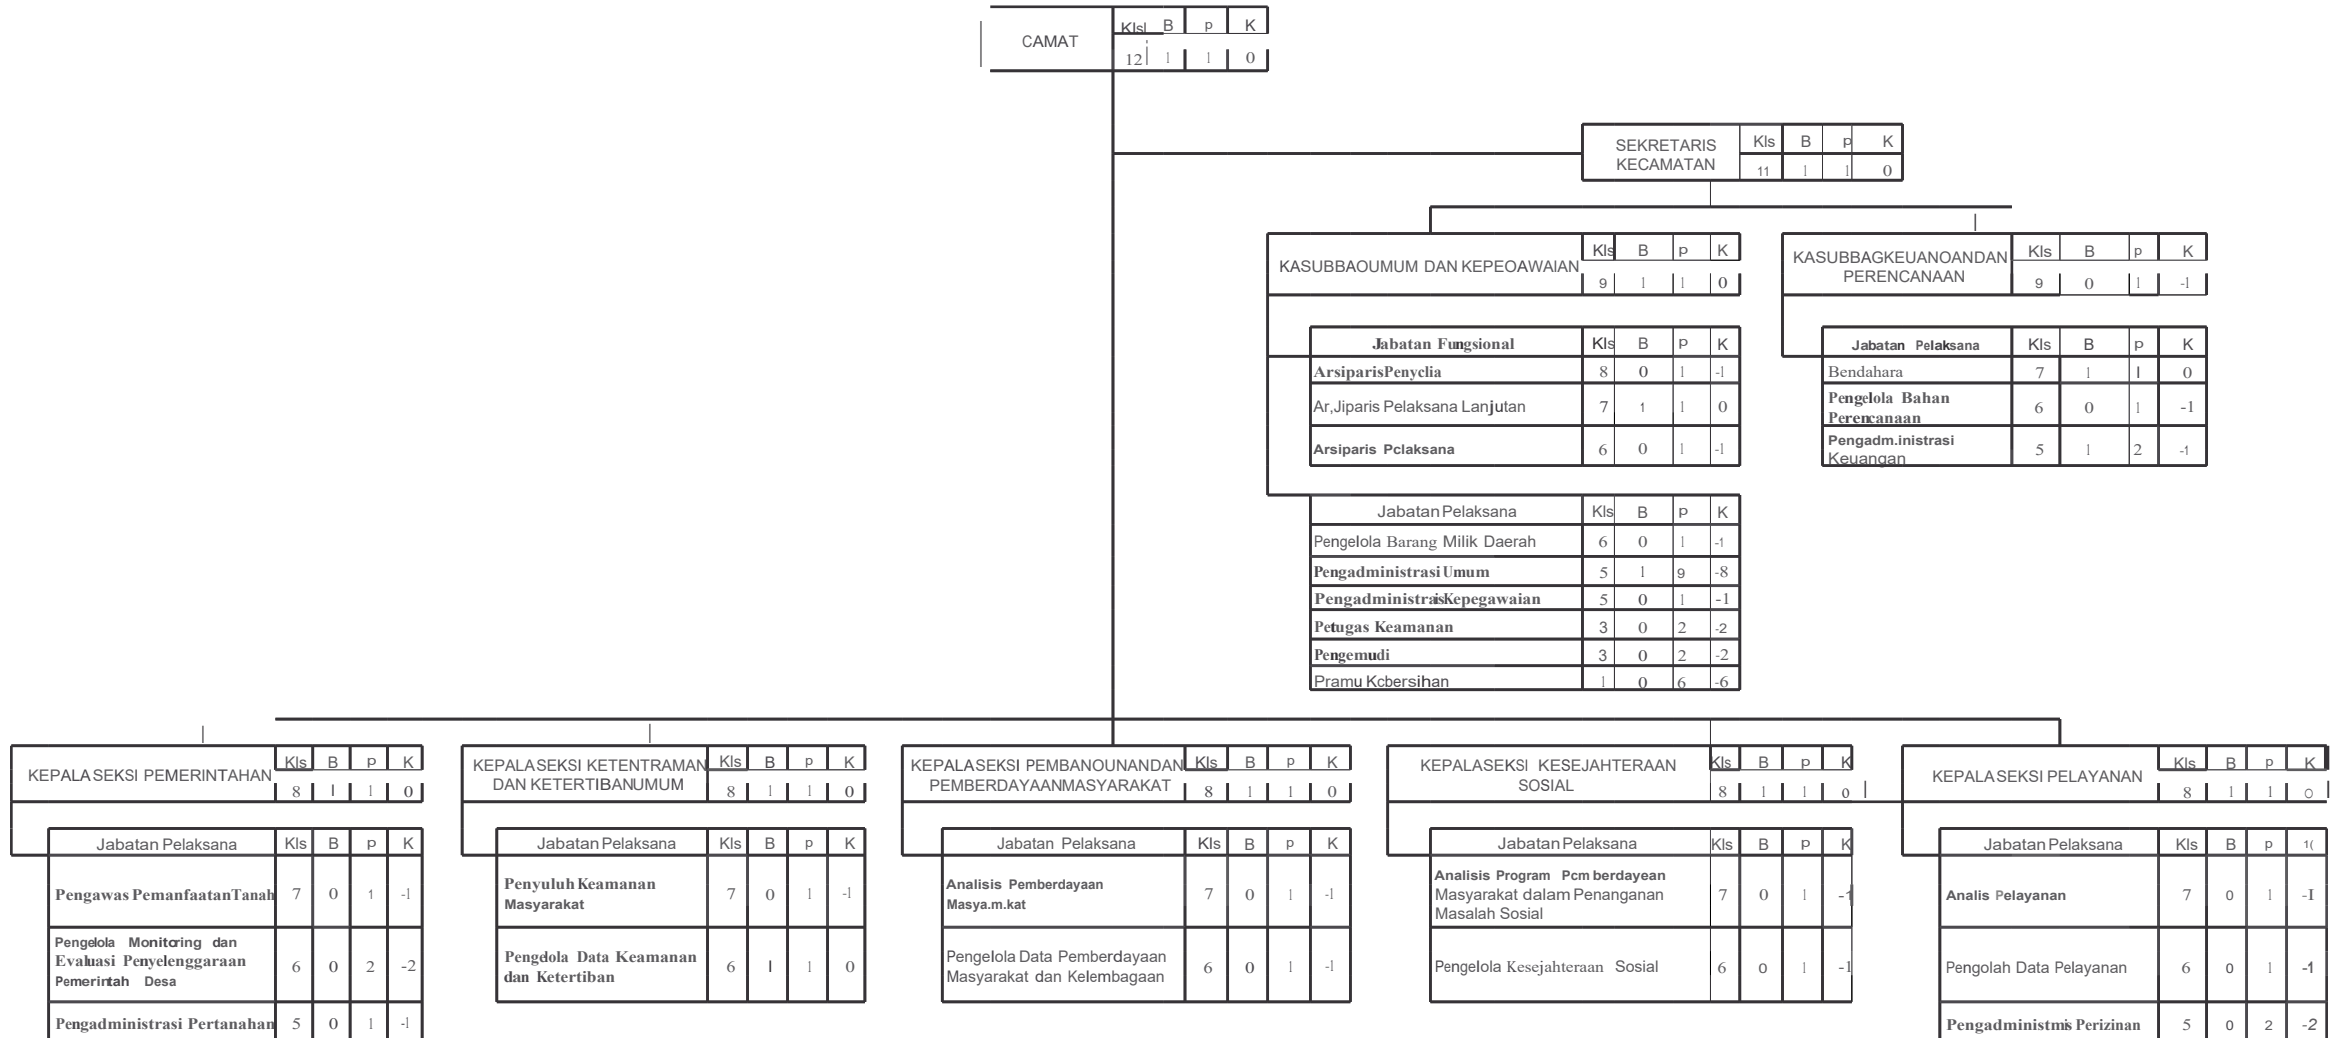 CAMAT Kls B p K
12 1 1 0
SEKRETARIS
KECAMATAN
Kls B p K
11 1 1 0
KASUBBAOUMUM DAN KEPEOAWAIAN
Kls B p K
9 1 1 0
KASUBBAGKEUANOANDAN
PERENCANAAN
Kls B p K
9 0 1 -1
Jabatan Fungsional Kls B p K
ArsiparisPenyclia 8 0 1 -1
Ar,Jiparis Pelaksana Lanjutan 7 1 1 0
Arsiparis Pclaksana 6 0 1 -1
Jabatan Pelaksana Kls B p K
Bendahara 7 1 I 0
Pengelola Bahan
Perencanaan 6 0 1 -1
Pengadm.inistrasi
Keuangan 5 1 2 -1
Jabatan Pelaksana Kls B p K
Pengelola Barang Milik Daerah 6 0 1 -1
Pengadministrasi Umum 5 1 9 -8
PengadministraisKepegawaian 5 0 1 -1
Petugas Keamanan 3 0 2 -2
Pengemudi 3 0 2 -2
Pramu Kcbersihan 1 0 6 -6
KEPALA SEKSI PEMERINTAHAN
Kls B p K
8 I 1 0
Jabatan Pelaksana Kls B p K
Pengawas PemanfaatanTanah 7 0 1 -1
Pengelola Monitoring dan
Evaluasi Penyelenggaraan
Pemerintah Desa
6 0 2 -2
Pengadministrasi Pertanahan 5 0 1 -1
KEPALA SEKSI KETENTRAMAN
DAN KETERTIBANUMUM
Kls B p K
8 1 1 0
Jabatan Pelaksana Kls B p K
Penyuluh Keamanan
Masyarakat
7 0 1 -1
Pengelola Data Keamanan
dan Ketertiban
6 I 1 0
KEPALASEKSI PEMBANOUNANDAN
PEMBERDAYAANMASYARAKAT
Kls B p K
8 1 1 0
Jabatan Pelaksana Kls B p K
Analisis Pemberdayaan
Masya.m.kat
7 0 1 -1
Pengelola Data Pemberdayaan
Masyarakat dan Kelembagaan
6 0 1 -1
KEPALASEKSI KESEJAHTERAAN
SOSIAL
Kls B p K
8 1 1 0
Jabatan Pelaksana Kls B p K
Analisis Program Pcm berdayean
Masyarakat dalam Penanganan
Masalah Sosial
7 0 1 -1
Pengelola Kesejahteraan Sosial 6 0 1 -1
KEPALA SEKSI PELAYANAN
Kls B p K
8 1 1 0
Jabatan Pelaksana Kls B p 1(
Analis Pelayanan 7 0 1 -I
Pengolah Data Pelayanan 6 0 1 -1
Pengadministmis Perizinan 5 0 2 -2